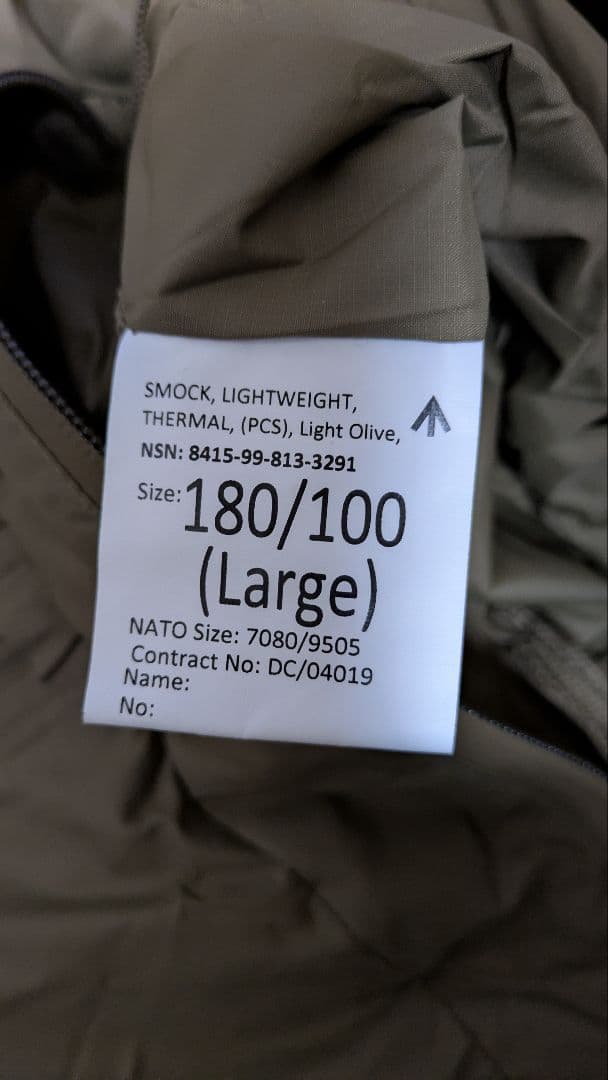 SMOCK, LIGHTWEIGHT,
THERMAL, (PCS), Light Olive,
NSN: 8415-99-813-3291
Size: 180/100
(Large)
NATO Size: 7080/9505
Contract No: DC/04019
Name:
No: